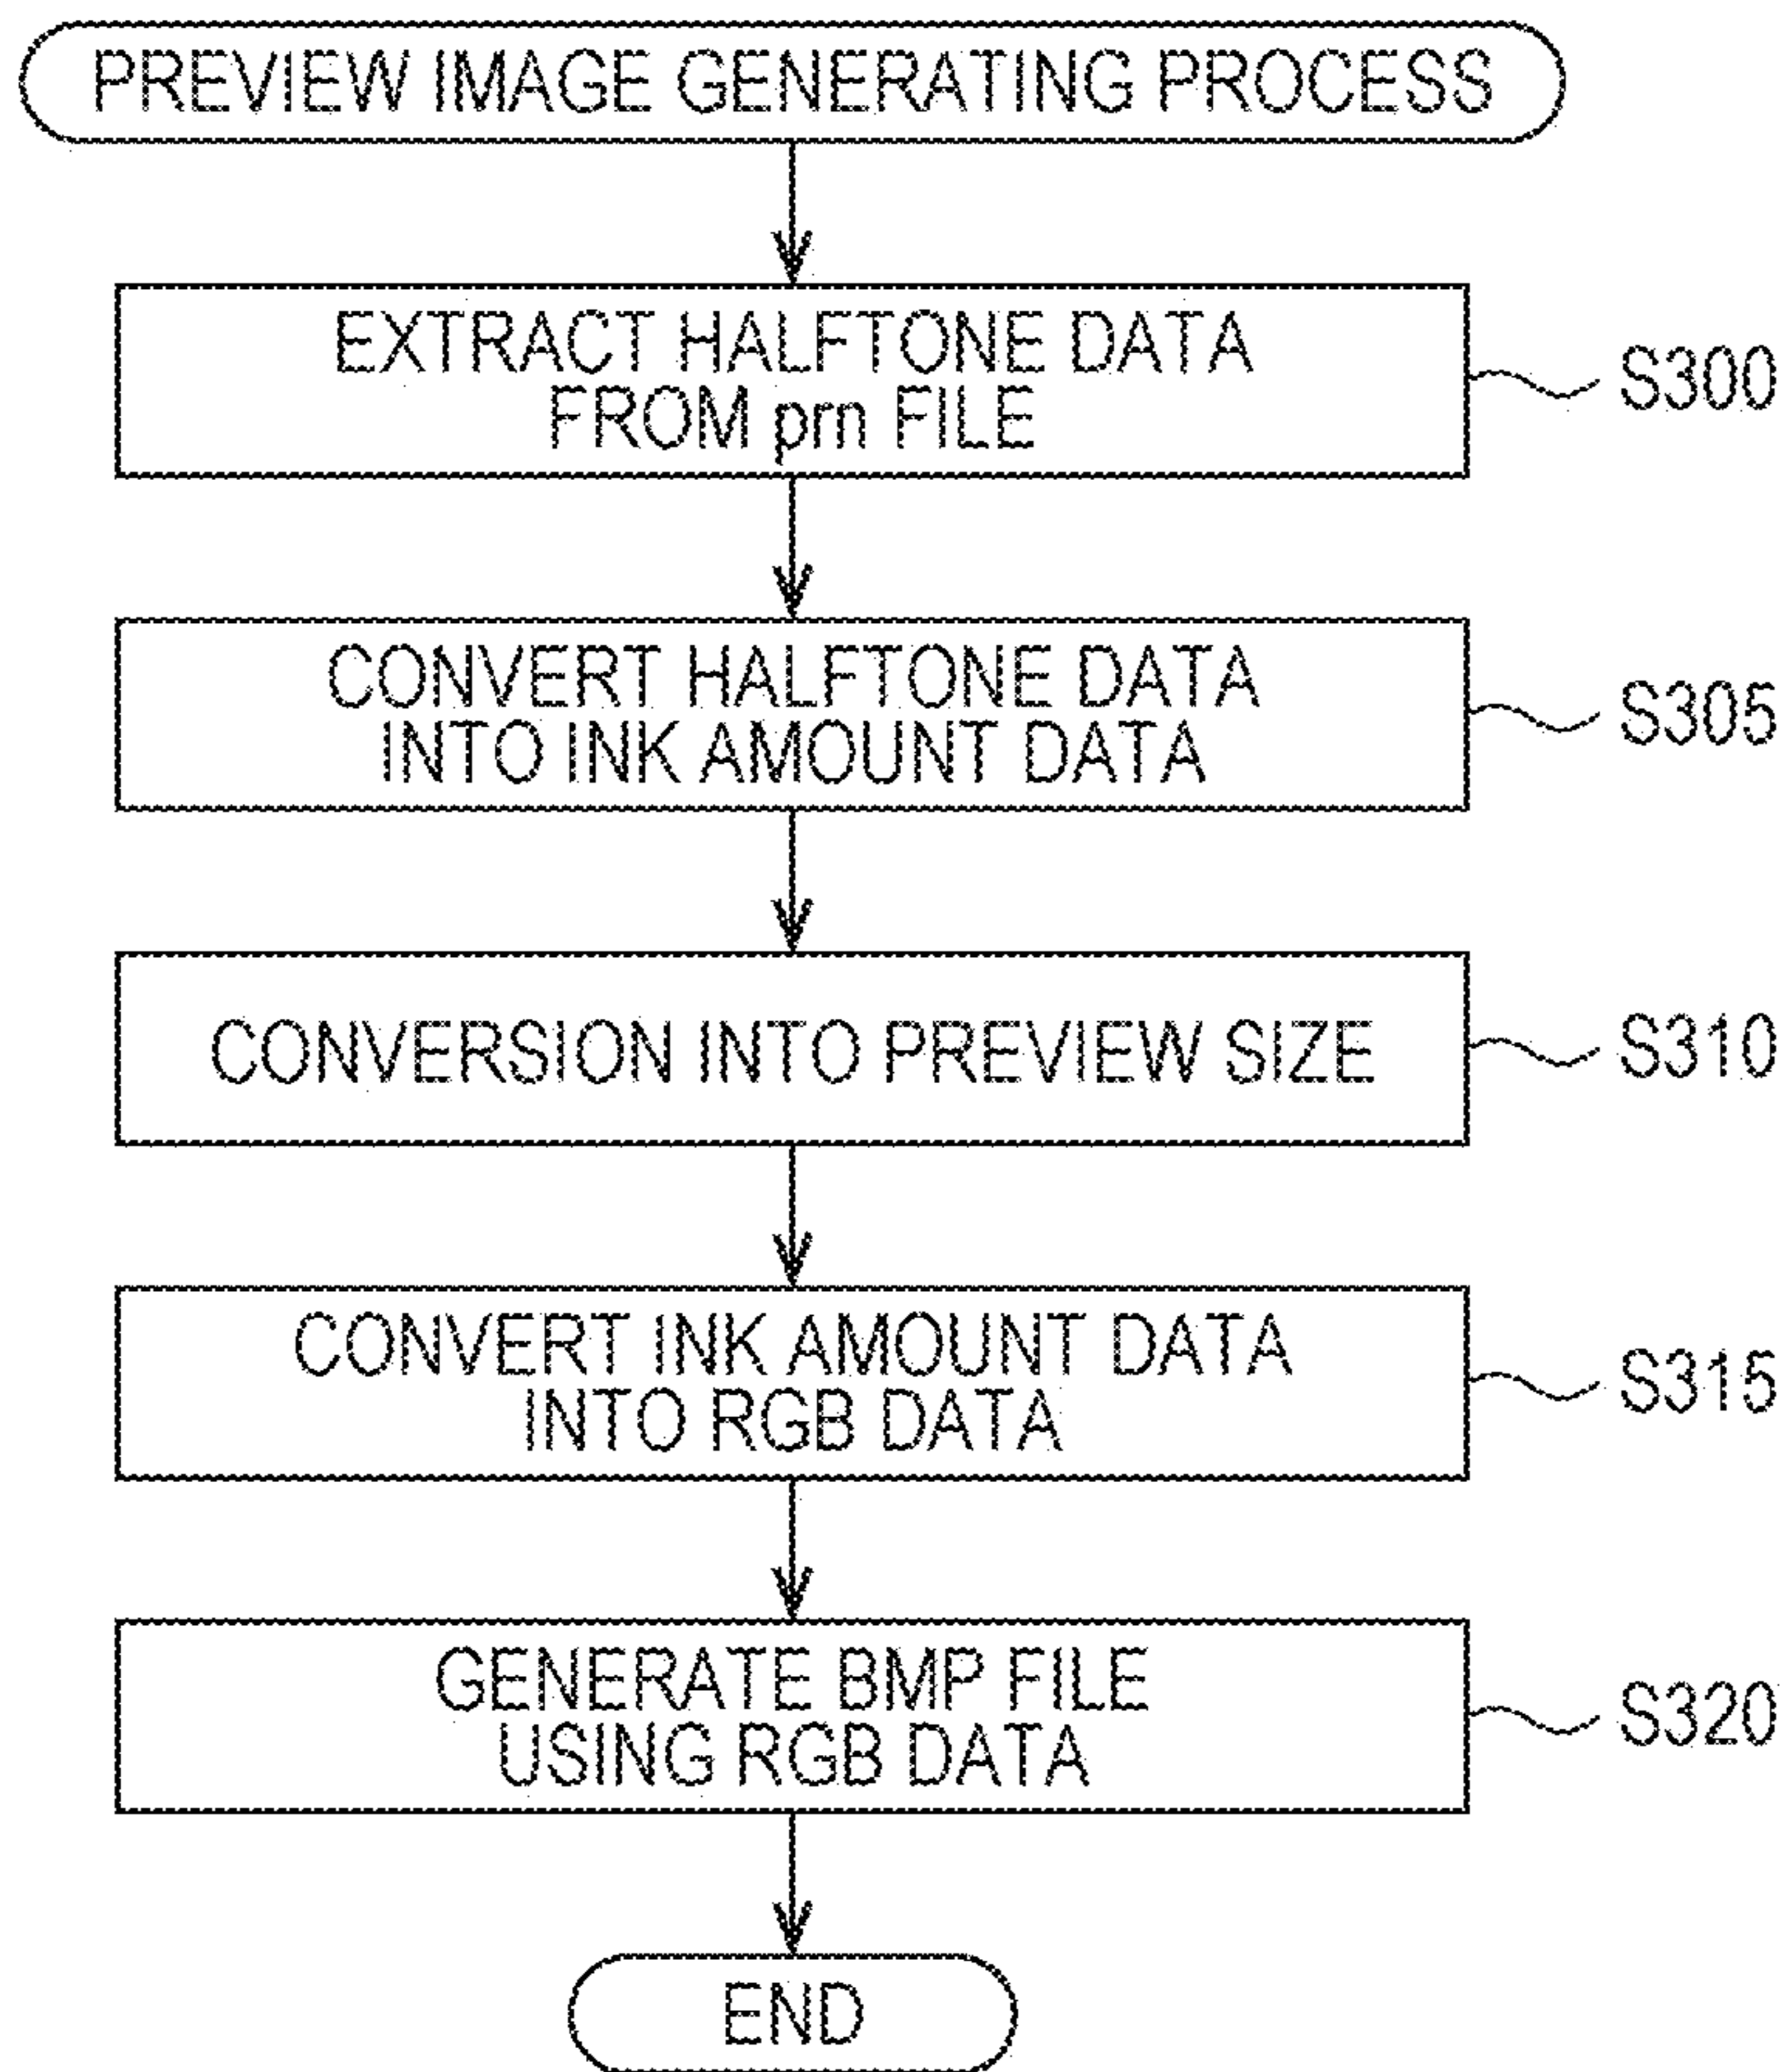 PREVIEW IMAGE GENERATING PROCESS
EXTRACT HALFTONE DATA
FROM prn FILE
S300
CONVERT HALFTONE DATA
INTO INK AMOUNT DATA
S305
CONVERSION INTO PREVIEW SIZE
S310
CONVERT INK AMOUNT DATA
INTO RGB DATA
S315
GENERATE BMP FILE
USING RGB DATA
S320
END